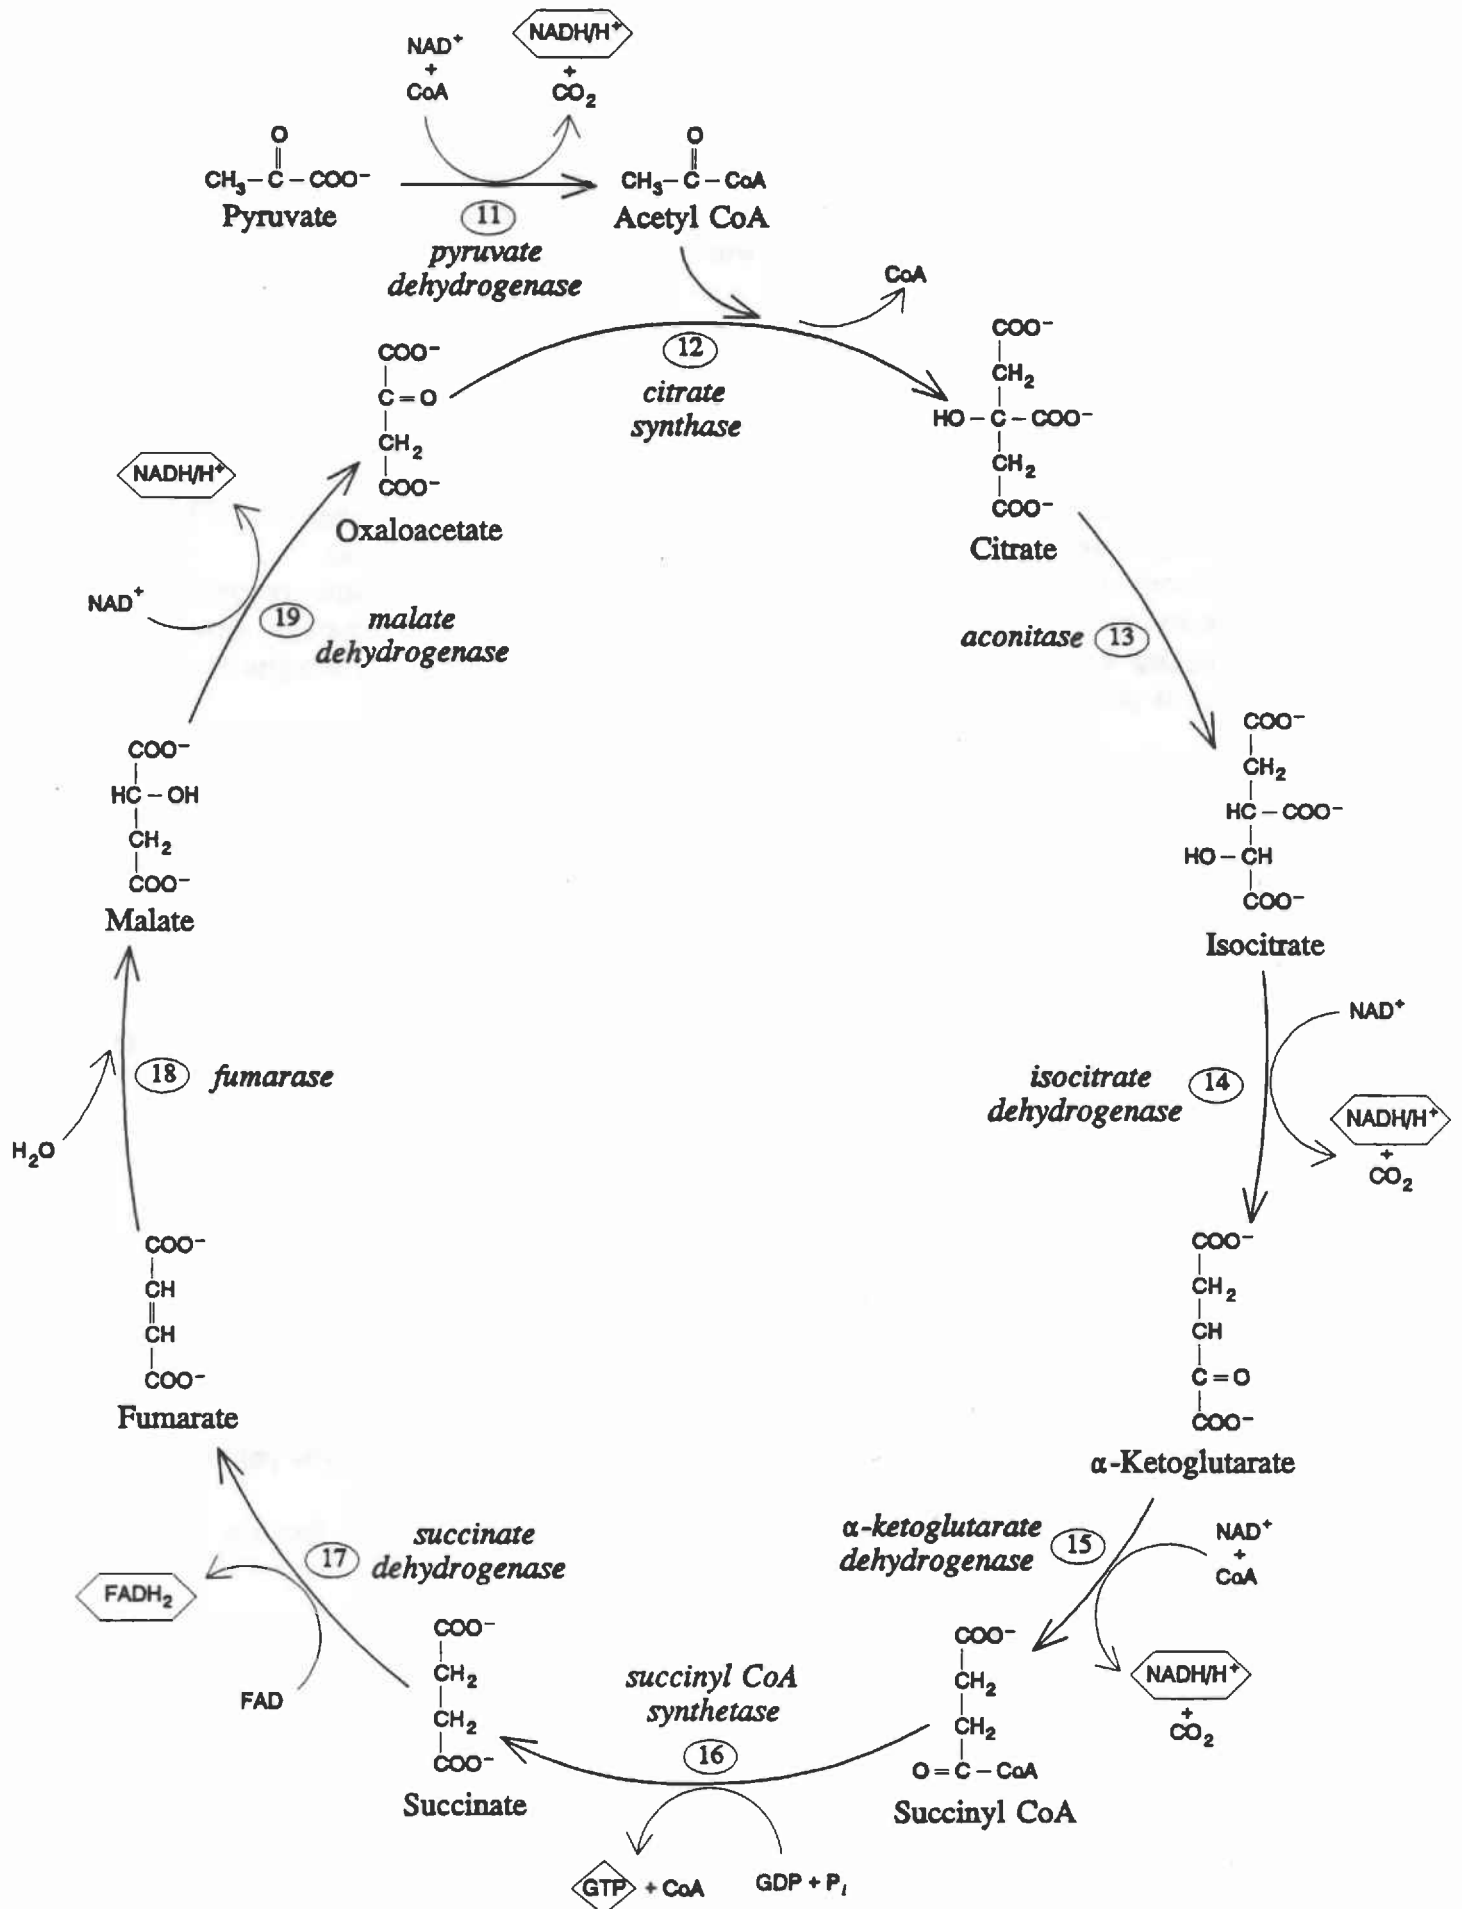 NAD⁺
+
CoA
NADH/H⁺
+
CO₂
O
||
CH₃–C–COO⁻
Pyruvate
11
pyruvate
dehydrogenase
O
||
CH₃–C–CoA
Acetyl CoA
CoA
12
citrate
synthase
COO⁻
C=O
CH₂
COO⁻
Oxaloacetate
COO⁻
CH₂
HO–C–COO⁻
CH₂
COO⁻
Citrate
aconitase 13
COO⁻
CH₂
HC–COO⁻
HO–CH
COO⁻
Isocitrate
NAD⁺
isocitrate
dehydrogenase
14
NADH/H⁺
+
CO₂
COO⁻
CH₂
CH
C=O
COO⁻
α-Ketoglutarate
α-ketoglutarate
dehydrogenase
15
NAD⁺
+
CoA
NADH/H⁺
+
CO₂
COO⁻
CH₂
CH₂
O=C–CoA
Succinyl CoA
succinyl CoA
synthetase
16
GTP + CoA
GDP + Pᵢ
COO⁻
CH₂
CH₂
COO⁻
Succinate
17
succinate
dehydrogenase
FADH₂
FAD
COO⁻
CH
||
CH
COO⁻
Fumarate
18 fumarase
H₂O
COO⁻
HC–OH
CH₂
COO⁻
Malate
19
malate
dehydrogenase
NAD⁺
NADH/H⁺